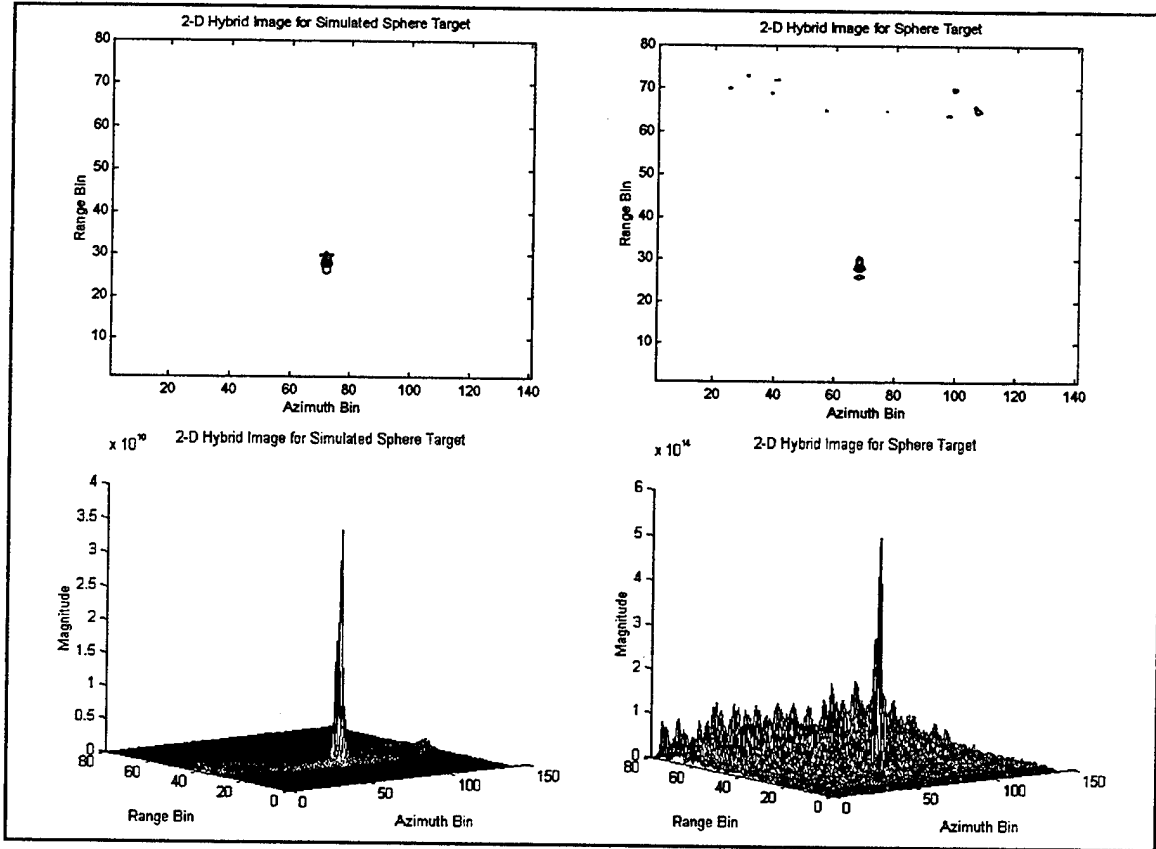 2-D Hybrid Image for Simulated Sphere Target
80
70
60
50
40
30
20
10
Range Bin
20 40 60 80 100 120 140
Azimuth Bin
2-D Hybrid Image for Sphere Target
80
70
60
50
40
30
20
10
Range Bin
20 40 60 80 100 120 140
Azimuth Bin
x 10^10 2-D Hybrid Image for Simulated Sphere Target
4
3.5
3
2.5
2
1.5
1
0.5
0
Magnitude
80 60 40 20 0
Range Bin
0 50 100 150
Azimuth Bin
x 10^14 2-D Hybrid Image for Sphere Target
6
5
4
3
2
1
0
Magnitude
80 60 40 20 0
Range Bin
0 50 100 150
Azimuth Bin